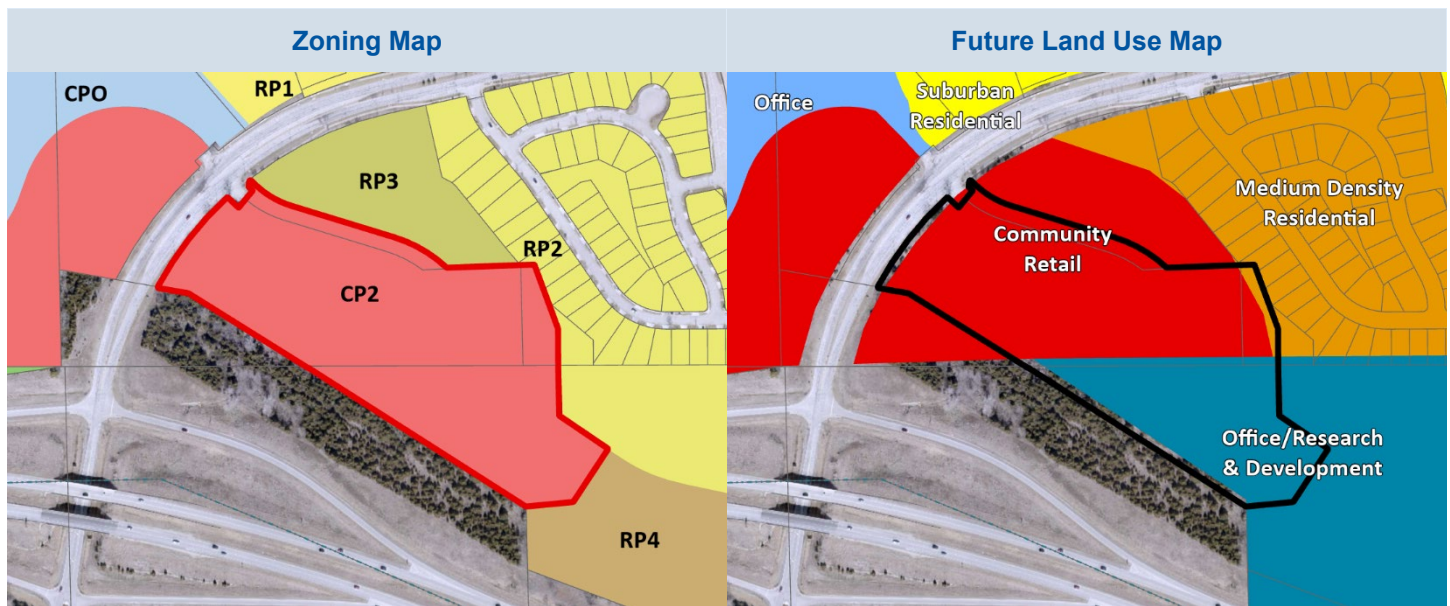 Zoning Map
CPO
RP1
RP3
RP2
CP2
RP4
Future Land Use Map
Office
Suburban
Residential
Medium Density
Residential
Community
Retail
Office/Research
& Development